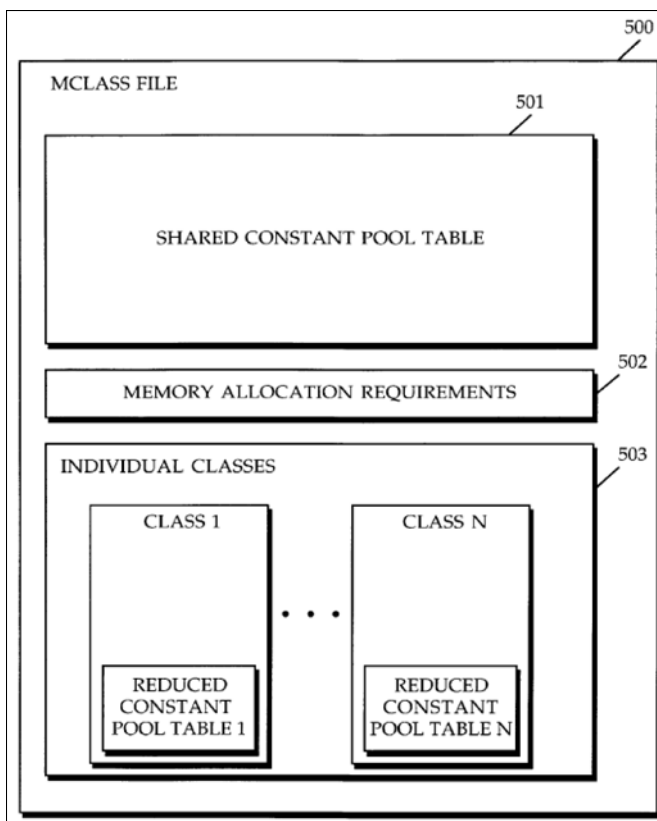 500
MCLASS FILE
501
SHARED CONSTANT POOL TABLE
502
MEMORY ALLOCATION REQUIREMENTS
503
INDIVIDUAL CLASSES
CLASS 1
CLASS N
REDUCED
CONSTANT
POOL TABLE 1
REDUCED
CONSTANT
POOL TABLE N